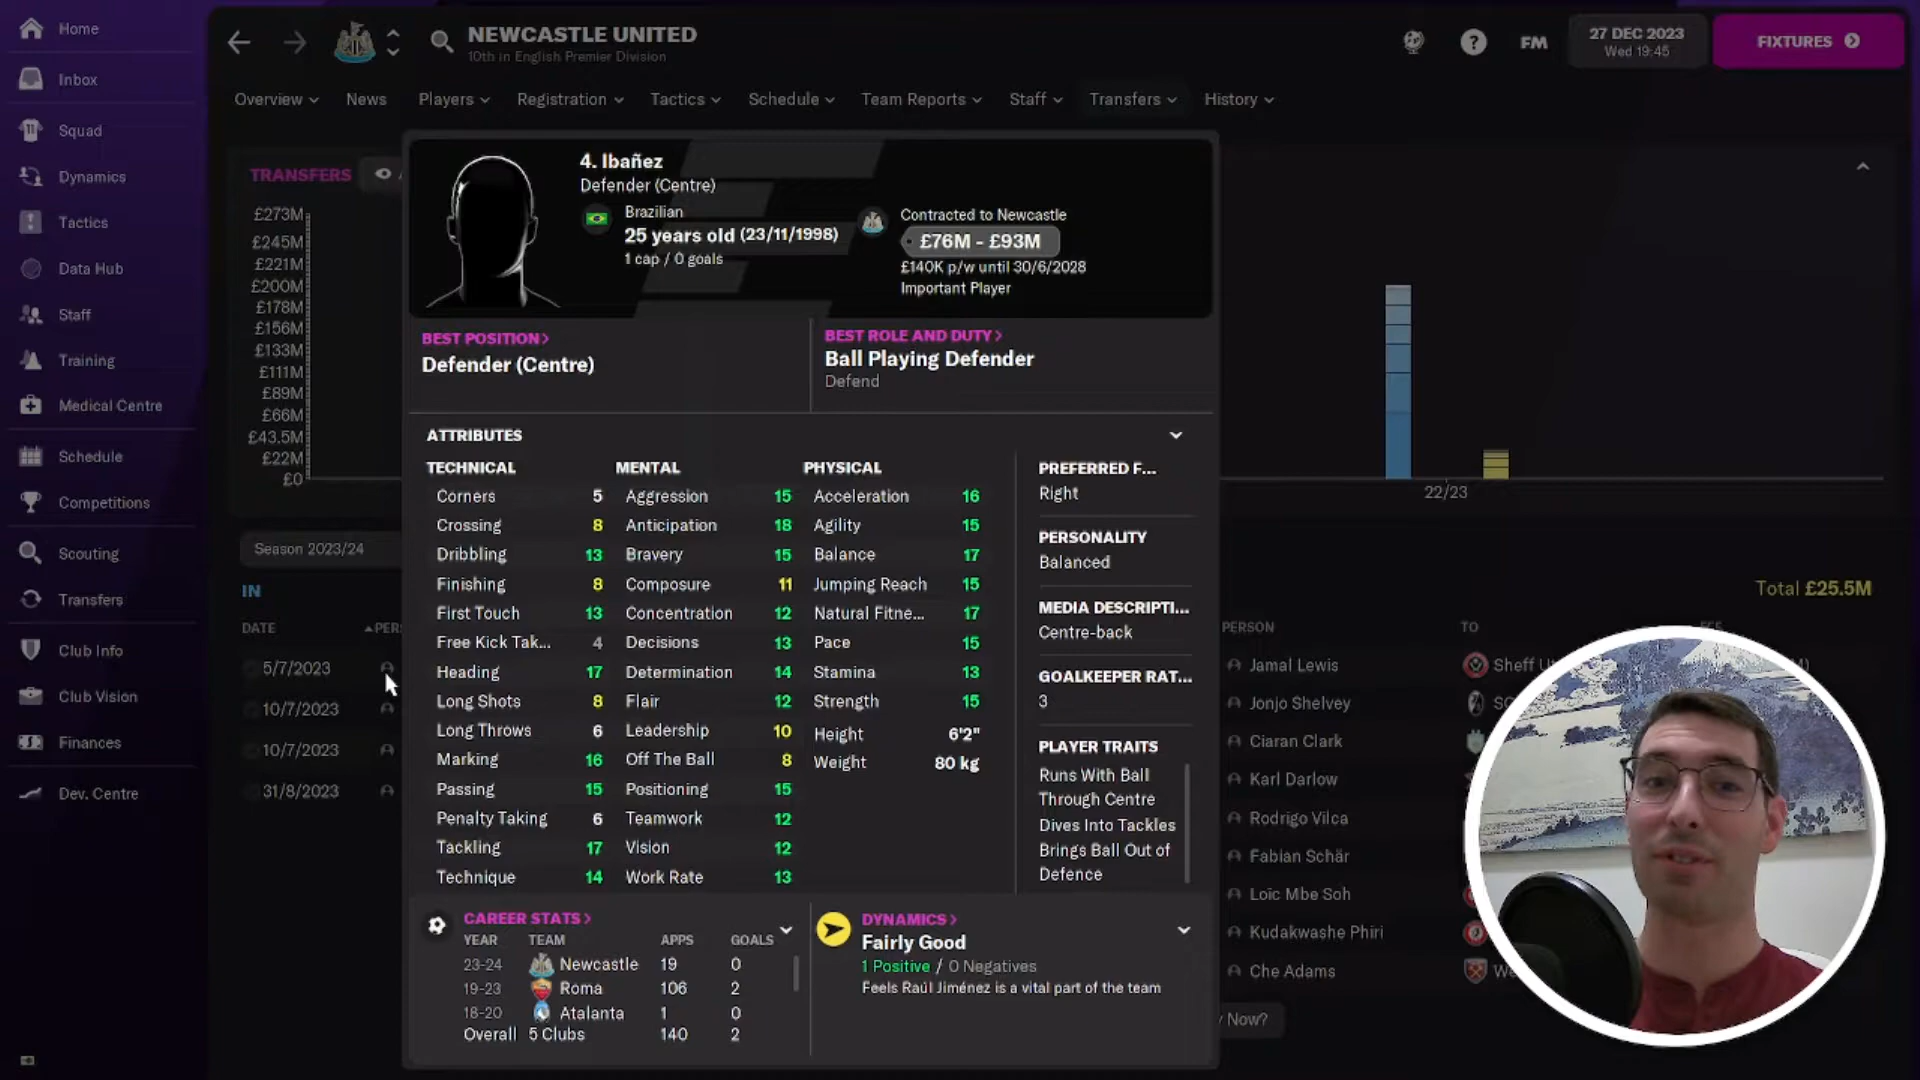 Home
Inbox
Squad
Dynamics
Tactics
Data Hub
Staff
Training
Medical Centre
Schedule
Competitions
Scouting
Transfers
Club Info
Club Vision
Finances
Dev. Centre
NEWCASTLE UNITED
10th in English Premier Division
?
FM
27 DEC 2023
Wed 19:45
FIXTURES
Overview News Players Registration Tactics Schedule Team Reports Staff Transfers History
TRANSFERS
£273M
£245M
£221M
£200M
£178M
£156M
£133M
£111M
£89M
£66M
£43.5M
£22M
£0
22/23
Season 2023/24
IN
DATE PER
5/7/2023
10/7/2023
10/7/2023
31/8/2023
4. Ibañez
Defender (Centre)
Brazilian
25 years old (23/11/1998)
1 cap / 0 goals
Contracted to Newcastle
£76M - £93M
£140K p/w until 30/6/2028
Important Player
BEST POSITION>
Defender (Centre)
BEST ROLE AND DUTY>
Ball Playing Defender
Defend
ATTRIBUTES
TECHNICAL
Corners 5
Crossing 8
Dribbling 13
Finishing 8
First Touch 13
Free Kick Tak... 4
Heading 17
Long Shots 8
Long Throws 6
Marking 16
Passing 15
Penalty Taking 6
Tackling 17
Technique 14
MENTAL
Aggression 15
Anticipation 18
Bravery 15
Composure 11
Concentration 12
Decisions 13
Determination 14
Flair 12
Leadership 10
Off The Ball 8
Positioning 15
Teamwork 12
Vision 12
Work Rate 13
PHYSICAL
Acceleration 16
Agility 15
Balance 17
Jumping Reach 15
Natural Fitne... 17
Pace 15
Stamina 13
Strength 15
Height 6'2"
Weight 80 kg
PREFERRED F...
Right
PERSONALITY
Balanced
MEDIA DESCRIPTI...
Centre-back
GOALKEEPER RAT...
3
PLAYER TRAITS
Runs With Ball
Through Centre
Dives Into Tackles
Brings Ball Out of
Defence
CAREER STATS>
YEAR TEAM APPS GOALS
23-24 Newcastle 19 0
19-23 Roma 106 2
18-20 Atalanta 1 0
Overall 5 Clubs 140 2
DYNAMICS>
Fairly Good
1 Positive / 0 Negatives
Feels Raúl Jiménez is a vital part of the team
Total £25.5M
PERSON TO
Jamal Lewis Sheff U
Jonjo Shelvey SC
Ciaran Clark
Karl Darlow
Rodrigo Vilca
Fabian Schär
Loïc Mbe Soh
Kudakwashe Phiri
Che Adams We
Now?